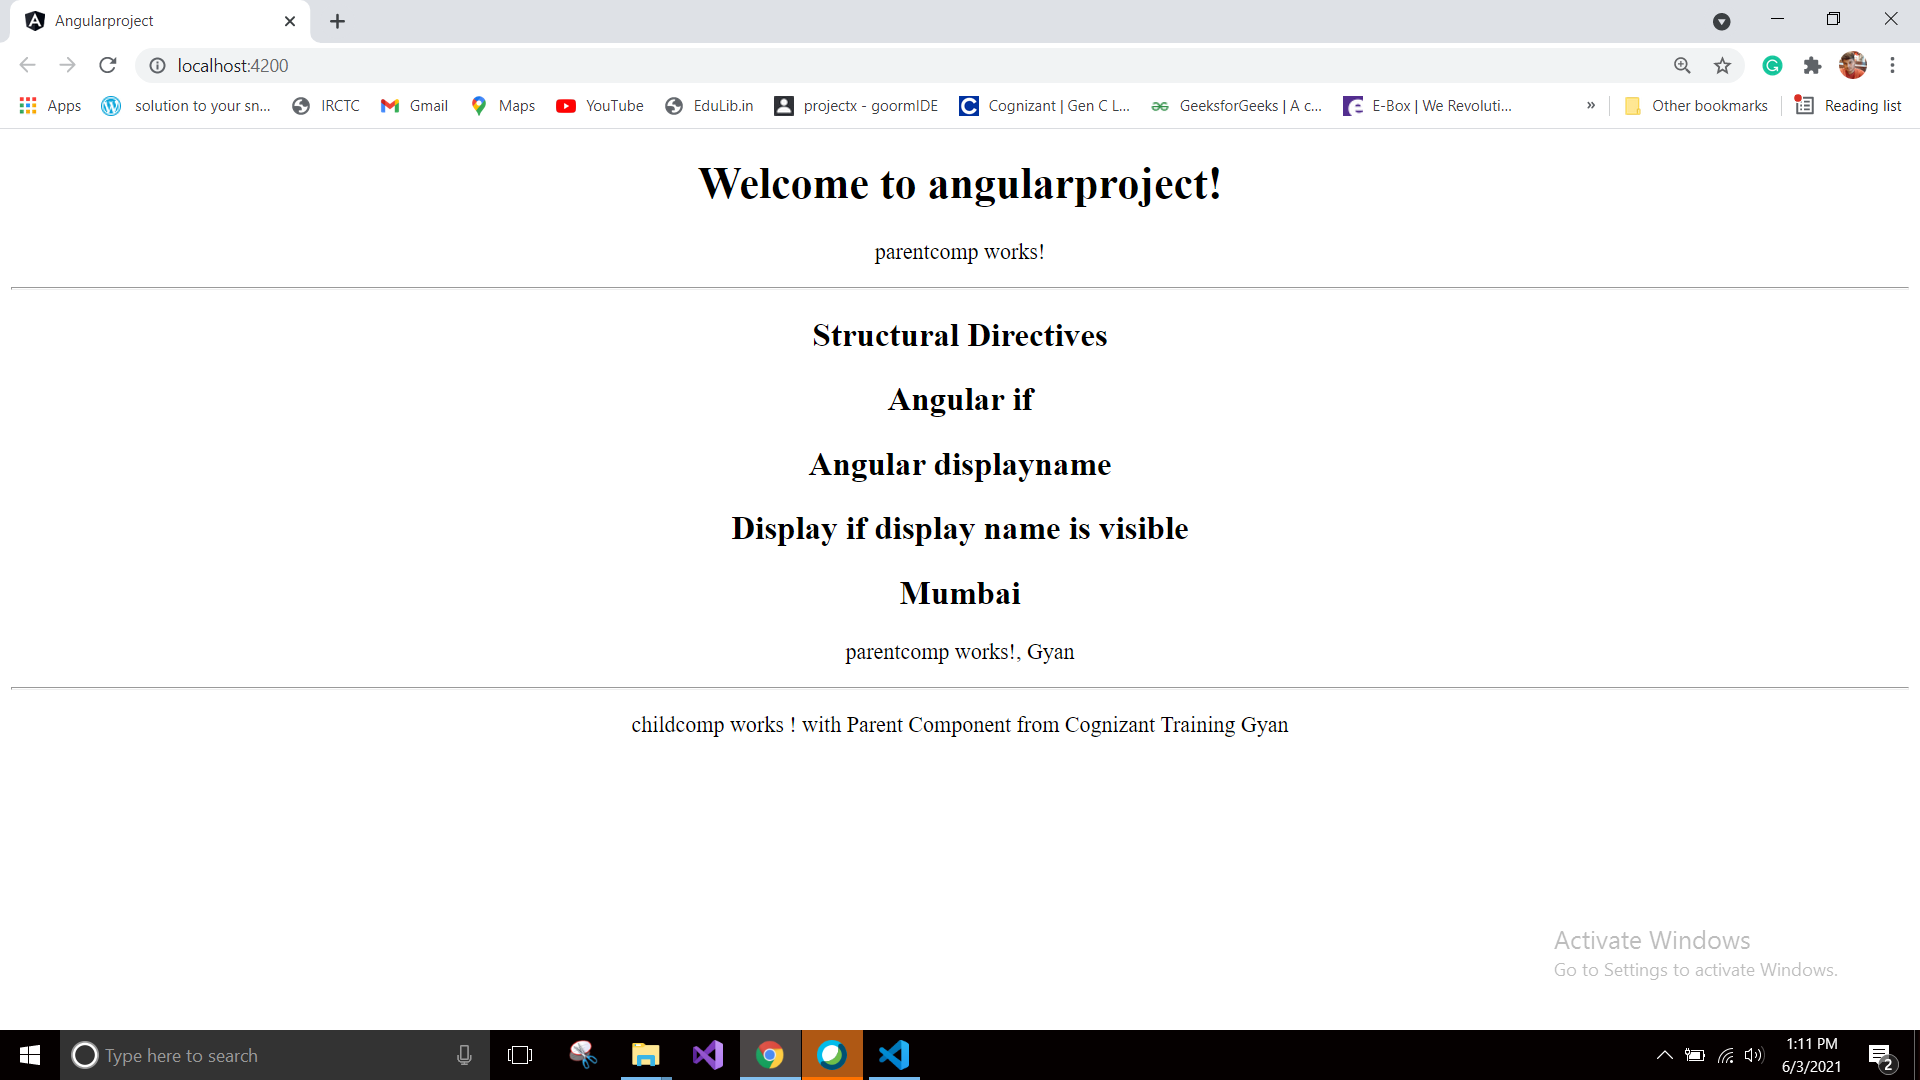 Angularproject
localhost:4200
Apps solution to your sn... IRCTC Gmail Maps YouTube EduLib.in projectx - goormIDE Cognizant | Gen C L... GeeksforGeeks | A c... E-Box | We Revoluti... » Other bookmarks Reading list
Welcome to angularproject!
parentcomp works!
Structural Directives
Angular if
Angular displayname
Display if display name is visible
Mumbai
parentcomp works!, Gyan
childcomp works ! with Parent Component from Cognizant Training Gyan
Activate Windows
Go to Settings to activate Windows.
Type here to search
1:11 PM
6/3/2021
2